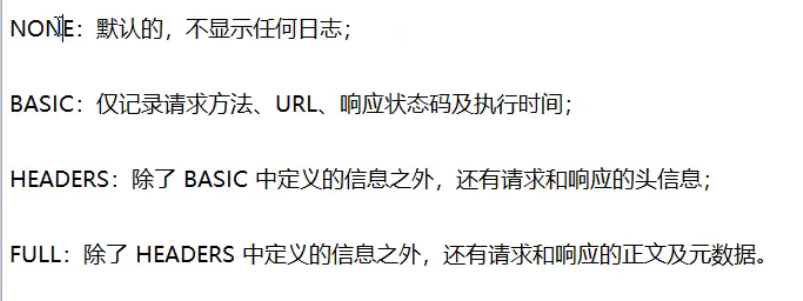 NONE：默认的，不显示任何日志；
BASIC：仅记录请求方法、URL、响应状态码及执行时间；
HEADERS：除了 BASIC 中定义的信息之外，还有请求和响应的头信息；
FULL：除了 HEADERS 中定义的信息之外，还有请求和响应的正文及元数据。